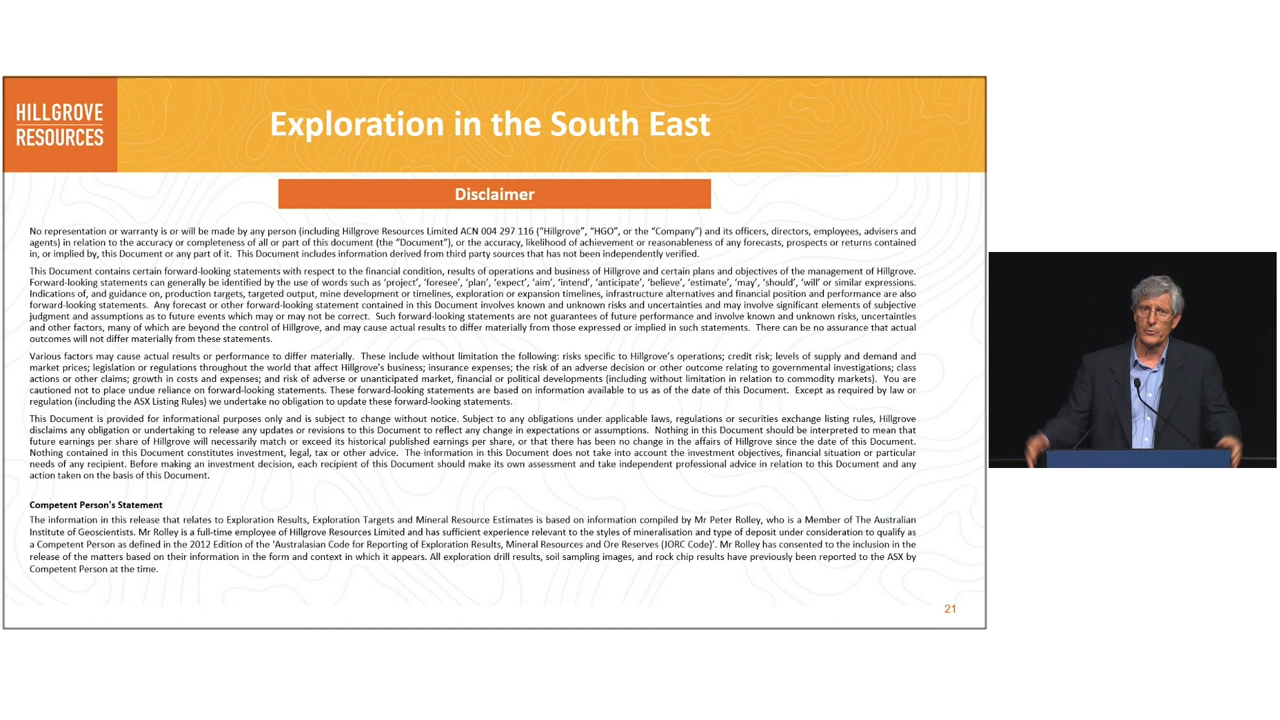 HILLGROVE
RESOURCES
Exploration in the South East
Disclaimer
No representation or warranty is or will be made by any person (including Hillgrove Resources Limited ACN 004 297 116 (“Hillgrove”, “HGO”, or the “Company”) and its officers, directors, employees, advisers and
agents) in relation to the accuracy or completeness of all or part of this document (the “Document”), or the accuracy, likelihood of achievement or reasonableness of any forecasts, prospects or returns contained
in, or implied by, this Document or any part of it.  This Document includes information derived from third party sources that has not been independently verified.
This Document contains certain forward-looking statements with respect to the financial condition, results of operations and business of Hillgrove and certain plans and objectives of the management of Hillgrove.
Forward-looking statements can generally be identified by the use of words such as ‘project’, ‘foresee’, ‘plan’, ‘expect’, ‘aim’, ‘intend’, ‘anticipate’, ‘believe’, ‘estimate’, ‘may’, ‘should’, ‘will’ or similar expressions.
Indications of, and guidance on, production targets, targeted output, mine development or timelines, exploration or expansion timelines, infrastructure alternatives and financial position and performance are also
forward-looking statements.  Any forecast or other forward-looking statement contained in this Document involves known and unknown risks and uncertainties and may involve significant elements of subjective
judgment and assumptions as to future events which may or may not be correct.  Such forward-looking statements are not guarantees of future performance and involve known and unknown risks, uncertainties
and other factors, many of which are beyond the control of Hillgrove, and may cause actual results to differ materially from those expressed or implied in such statements.  There can be no assurance that actual
outcomes will not differ materially from these statements.
Various factors may cause actual results or performance to differ materially.  These include without limitation the following: risks specific to Hillgrove’s operations; credit risk; levels of supply and demand and
market prices; legislation or regulations throughout the world that affect Hillgrove's business; insurance expenses; the risk of an adverse decision or other outcome relating to governmental investigations; class
actions or other claims; growth in costs and expenses; and risk of adverse or unanticipated market, financial or political developments (including without limitation in relation to commodity markets).  You are
cautioned not to place undue reliance on forward-looking statements. These forward-looking statements are based on information available to us as of the date of this Document.  Except as required by law or
regulation (including the ASX Listing Rules) we undertake no obligation to update these forward-looking statements.
This Document is provided for informational purposes only and is subject to change without notice. Subject to any obligations under applicable laws, regulations or securities exchange listing rules, Hillgrove
disclaims any obligation or undertaking to release any updates or revisions to this Document to reflect any change in expectations or assumptions.  Nothing in this Document should be interpreted to mean that
future earnings per share of Hillgrove will necessarily match or exceed its historical published earnings per share, or that there has been no change in the affairs of Hillgrove since the date of this Document.
Nothing contained in this Document constitutes investment, legal, tax or other advice.  The information in this Document does not take into account the investment objectives, financial situation or particular
needs of any recipient. Before making an investment decision, each recipient of this Document should make its own assessment and take independent professional advice in relation to this Document and any
action taken on the basis of this Document.
Competent Person's Statement
The information in this release that relates to Exploration Results, Exploration Targets and Mineral Resource Estimates is based on information compiled by Mr Peter Rolley, who is a Member of The Australian
Institute of Geoscientists. Mr Rolley is a full-time employee of Hillgrove Resources Limited and has sufficient experience relevant to the styles of mineralisation and type of deposit under consideration to qualify as
a Competent Person as defined in the 2012 Edition of the ‘Australasian Code for Reporting of Exploration Results, Mineral Resources and Ore Reserves (JORC Code)’. Mr Rolley has consented to the inclusion in the
release of the matters based on their information in the form and context in which it appears. All exploration drill results, soil sampling images, and rock chip results have previously been reported to the ASX by
Competent Person at the time.
21